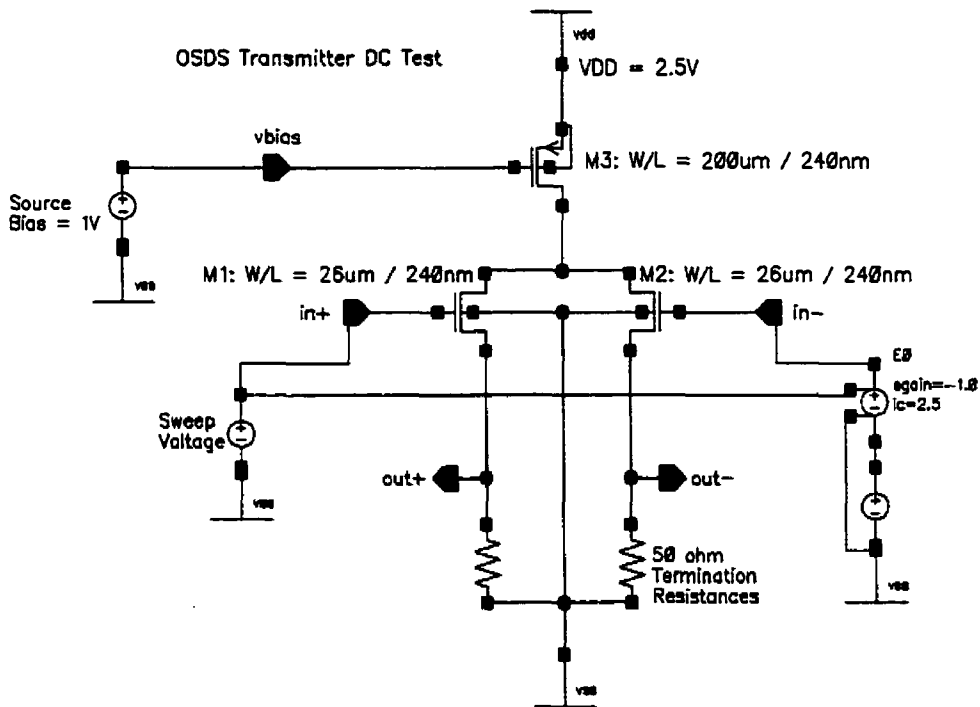 vdd
OSDS Transmitter DC Test
VDD = 2.5V
vbias
M3: W/L = 200um / 240nm
Source
Bias = 1V
vss
M1: W/L = 26um / 240nm
M2: W/L = 26um / 240nm
in+
in-
E0
egain=-1.0
ic=2.5
Sweep
Voltage
out+
out-
vss
50 ohm
Termination
Resistances
vss
vss